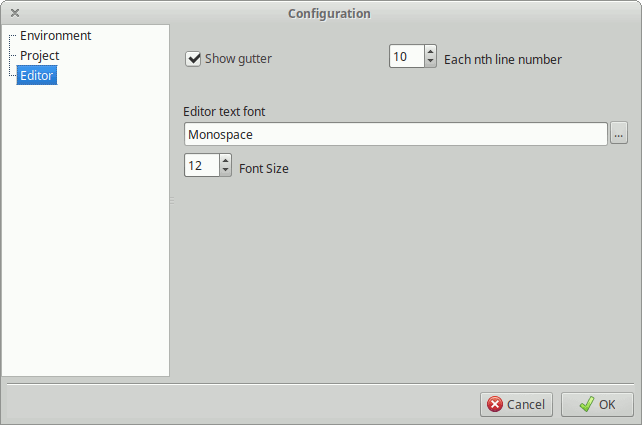 Configuration
Environment
Project
Editor
Show gutter
10 Each nth line number
Editor text font
Monospace ...
12 Font Size
Cancel OK